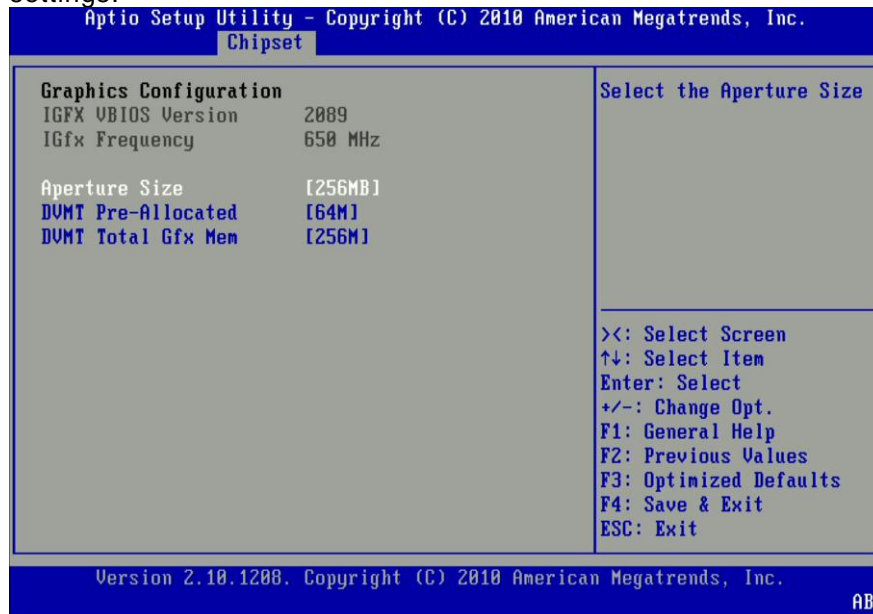 Aptio Setup Utility – Copyright (C) 2010 American Megatrends, Inc.
Chipset
Graphics Configuration
IGFX VBIOS Version 2089
IGfx Frequency 650 MHz
Aperture Size [256MB]
DVMT Pre-Allocated [64M]
DVMT Total Gfx Mem [256M]
Select the Aperture Size
><: Select Screen
↑↓: Select Item
Enter: Select
+/-: Change Opt.
F1: General Help
F2: Previous Values
F3: Optimized Defaults
F4: Save & Exit
ESC: Exit
Version 2.10.1208. Copyright (C) 2010 American Megatrends, Inc.
AB